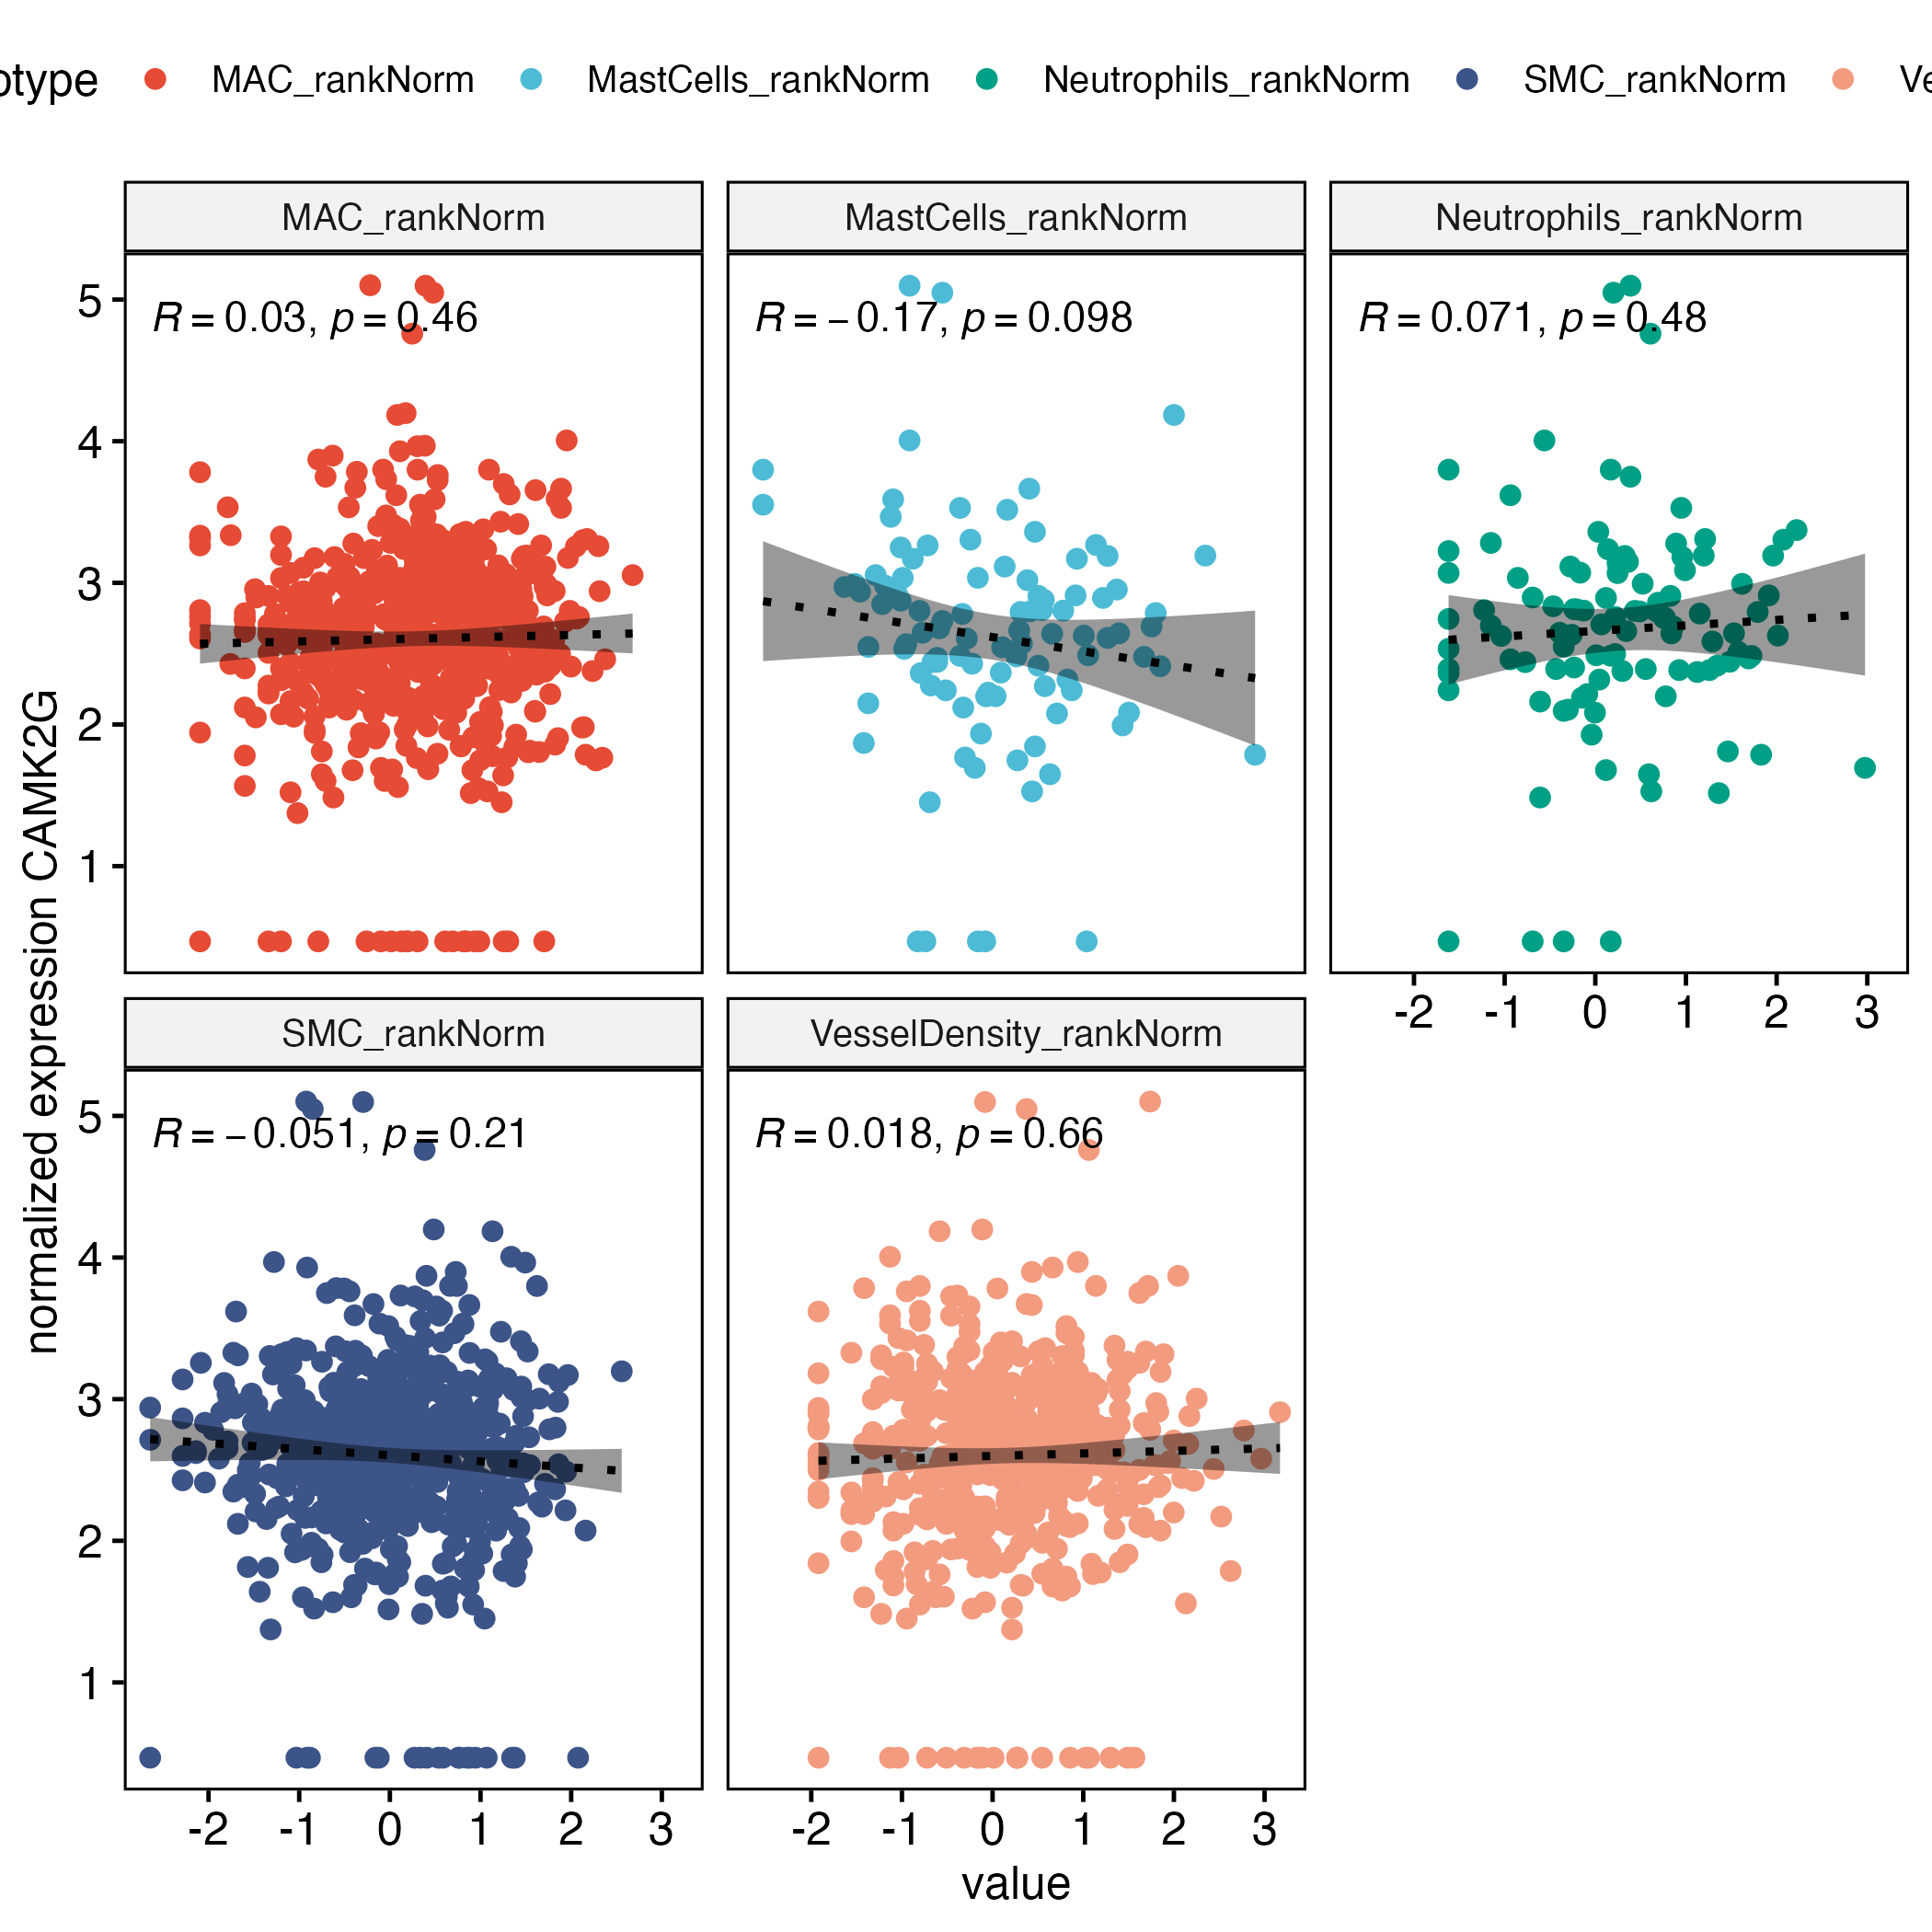 otype MAC_rankNorm MastCells_rankNorm Neutrophils_rankNorm SMC_rankNorm Ve
MAC_rankNorm MastCells_rankNorm Neutrophils_rankNorm
R = 0.03, p = 0.46
R = −0.17, p = 0.098
R = 0.071, p = 0.48
5
4
3
2
1
-2 -1 0 1 2 3
SMC_rankNorm VesselDensity_rankNorm
R = −0.051, p = 0.21
R = 0.018, p = 0.66
5
4
3
2
1
-2 -1 0 1 2 3
-2 -1 0 1 2 3
value
normalized expression CAMK2G